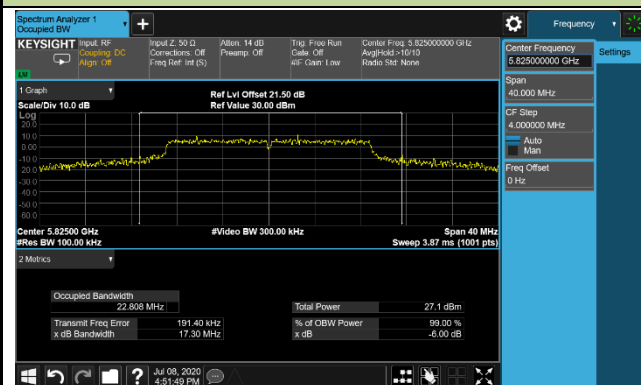 Spectrum Analyzer 1
Occupied BW
Frequency
KEYSIGHT
Input: RF
Coupling: DC
Align: Off
Input Z: 50 Ω
Corrections: Off
Freq Ref: Int (S)
Atten: 14 dB
Preamp: Off
Trig: Free Run
Gate: Off
#IF Gain: Low
Center Freq: 5.825000000 GHz
Avg|Hold:>10/10
Radio Std: None
Center Frequency
5.825000000 GHz
Settings
Span
40.000 MHz
CF Step
4.000000 MHz
Auto
Man
Freq Offset
0 Hz
1 Graph
Scale/Div 10.0 dB
Ref Lvl Offset 21.50 dB
Ref Value 30.00 dBm
Log
20.0
10.0
0.00
-10.0
-20.0
-30.0
-40.0
-50.0
-60.0
Center 5.82500 GHz
#Res BW 100.00 kHz
#Video BW 300.00 kHz
Span 40 MHz
Sweep 3.87 ms (1001 pts)
2 Metrics
Occupied Bandwidth
22.808 MHz
Total Power 27.1 dBm
Transmit Freq Error 191.40 kHz
% of OBW Power 99.00 %
x dB Bandwidth 17.30 MHz
x dB -6.00 dB
Jul 08, 2020
4:51:49 PM